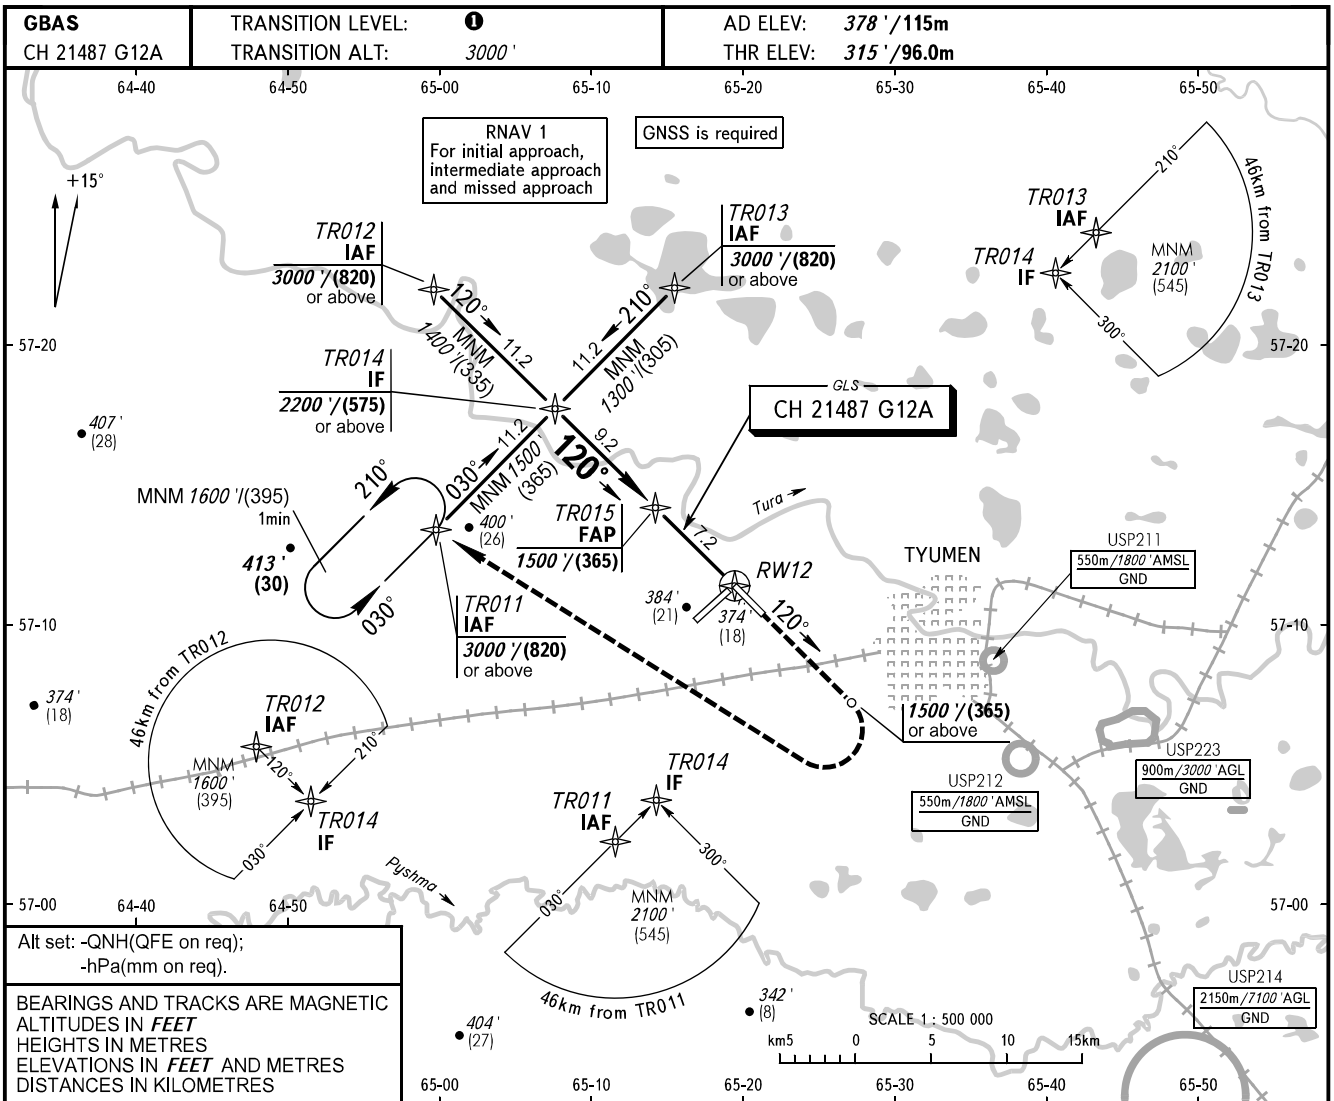 GBAS
CH 21487 G12A
TRANSITION LEVEL: ❶
TRANSITION ALT: 3000 '
AD ELEV: 378 '/115m
THR ELEV: 315 '/96.0m
64-40 64-50 65-00 65-10 65-20 65-30 65-40 65-50
+15°
RNAV 1
For initial approach,
intermediate approach
and missed approach
GNSS is required
TR012
IAF
3000 '/(820)
or above
TR013
IAF
3000 '/(820)
or above
TR013
IAF
TR014
IF
210°
300°
MNM
2100 '
(545)
46km from TR013
57-20
57-20
120°
11.2
MNM
1400 '/(335)
210°
11.2
MNM
1300 '/(305)
TR014
IF
2200 '/(575)
or above
GLS
CH 21487 G12A
407 '
(28)
9.2
120°
030°
11.2
MNM 1500 '
(365)
210°
MNM 1600 '/(395)
1min
030°
413 '
(30)
400 '
(26)
TR015
FAP
1500 '/(365)
Tura
7.2
RW12
TYUMEN
USP211
550m/1800 'AMSL
GND
384 '
(21)
374 '
(18)
120°
TR011
IAF
3000 '/(820)
or above
57-10
57-10
374 '
(18)
46km from TR012
TR012
IAF
MNM
1600 '
(395)
120°
210°
030°
TR014
IF
1500 '/(365)
or above
TR014
IF
TR011
IAF
030°
300°
MNM
2100 '
(545)
46km from TR011
USP212
550m/1800 'AMSL
GND
USP223
900m/3000 'AGL
GND
Pyshma
57-00 64-40 64-50
57-00
Alt set: -QNH(QFE on req);
-hPa(mm on req).
BEARINGS AND TRACKS ARE MAGNETIC
ALTITUDES IN FEET
HEIGHTS IN METRES
ELEVATIONS IN FEET AND METRES
DISTANCES IN KILOMETRES
404 '
(27)
342 '
(8)
USP214
2150m/7100 'AGL
GND
SCALE 1 : 500 000
km5 0 5 10 15km
65-00 65-10 65-20 65-30 65-40 65-50